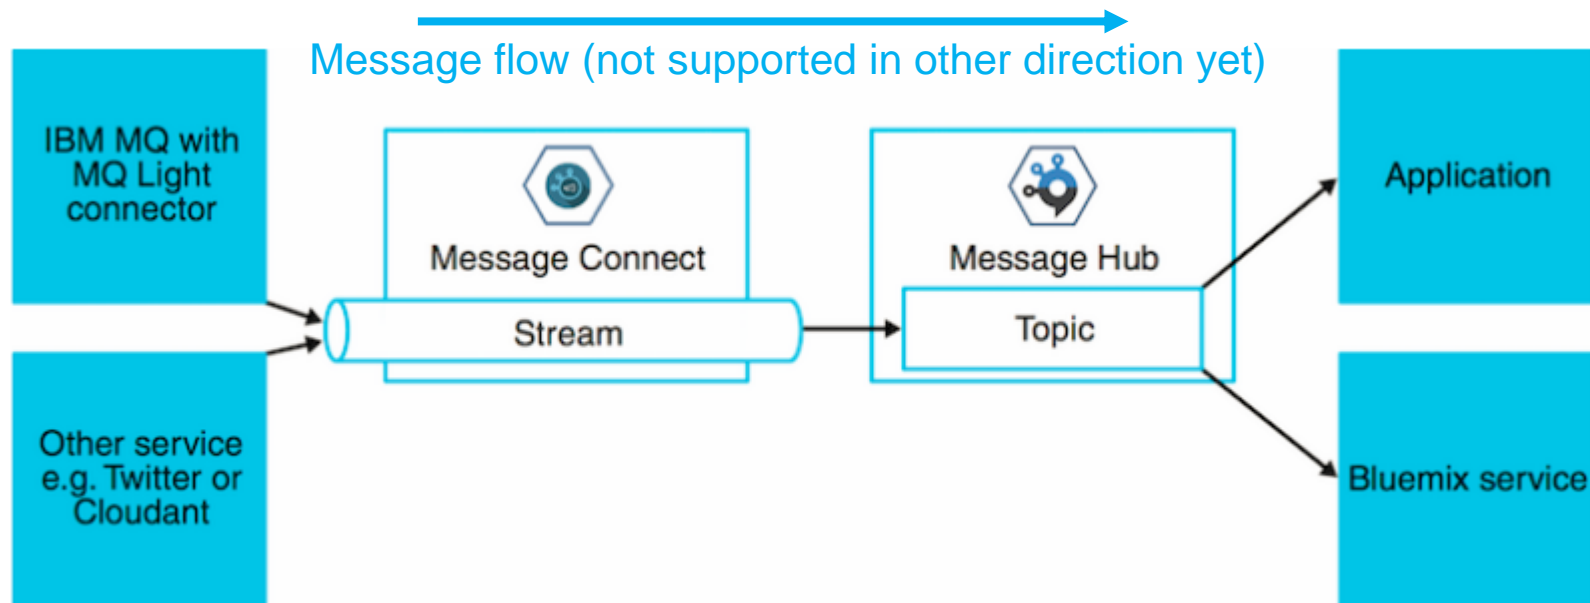 Message flow (not supported in other direction yet)
IBM MQ with
MQ Light
connector
Other service
e.g. Twitter or
Cloudant
Message Connect
Stream
Message Hub
Topic
Application
Bluemix service